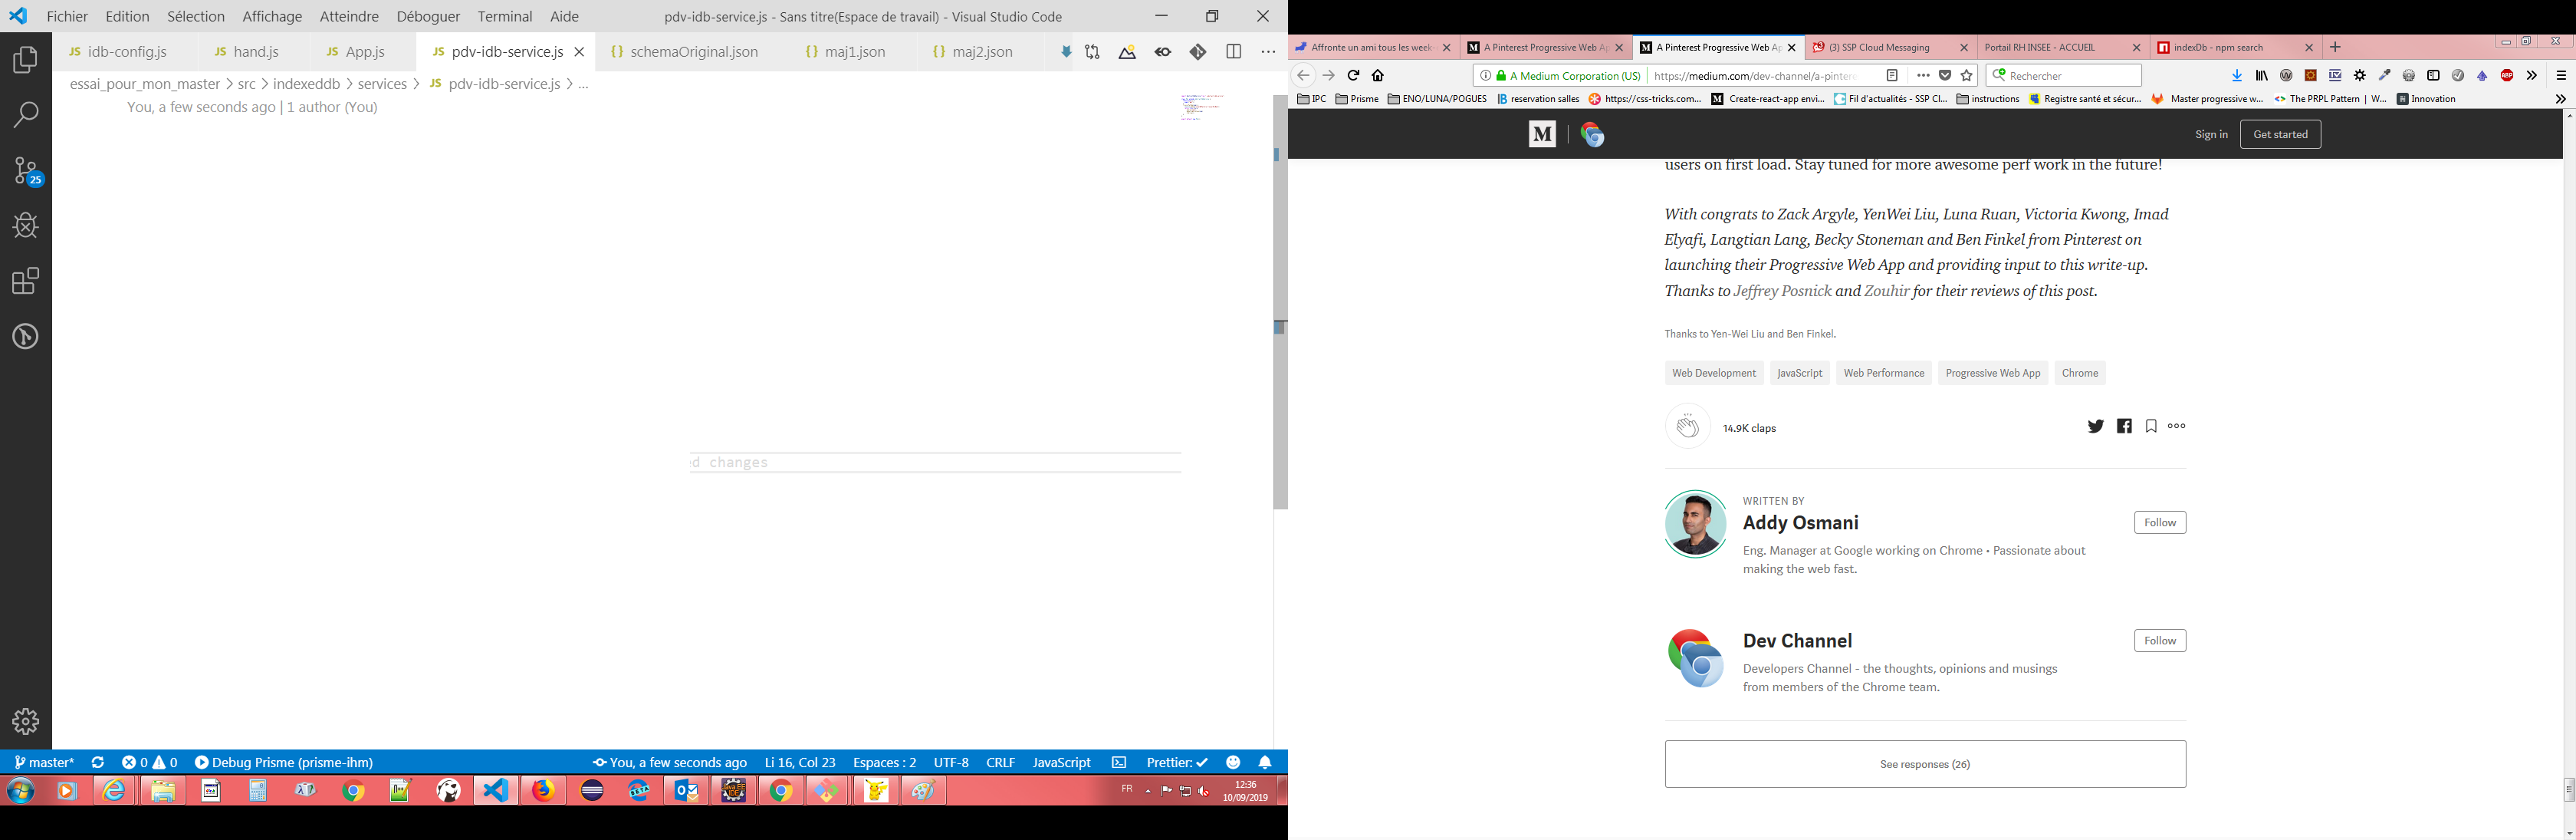 Fichier Edition Sélection Affichage Atteindre Déboguer Terminal Aide
pdv-idb-service.js - Sans titre(Espace de travail) - Visual Studio Code
JS idb-config.js
JS hand.js
JS App.js
JS pdv-idb-service.js
{} schemaOriginal.json
{} maj1.json
{} maj2.json
essai_pour_mon_master > src > indexeddb > services > JS pdv-idb-service.js > ...
You, a few seconds ago | 1 author (You)
25
ed changes
master* 0 0 Debug Prisme (prisme-ihm)
You, a few seconds ago Li 16, Col 23 Espaces : 2 UTF-8 CRLF JavaScript Prettier:
FR
12:36
10/09/2019
Affronte un ami tous les week-
A Pinterest Progressive Web Ap
A Pinterest Progressive Web Ap
(3) SSP Cloud Messaging
Portail RH INSEE - ACCUEIL
indexDb - npm search
A Medium Corporation (US)
https://medium.com/dev-channel/a-pintere
Rechercher
IPC
Prisme
ENO/LUNA/POGUES
reservation salles
https://css-tricks.com...
Create-react-app envi...
Fil d'actualités - SSP Cl...
instructions
Registre santé et sécur...
Master progressive w...
The PRPL Pattern | W...
Innovation
M
Sign in
Get started
users on first load. Stay tuned for more awesome perf work in the future!
With congrats to Zack Argyle, YenWei Liu, Luna Ruan, Victoria Kwong, Imad
Elyafi, Langtian Lang, Becky Stoneman and Ben Finkel from Pinterest on
launching their Progressive Web App and providing input to this write-up.
Thanks to Jeffrey Posnick and Zouhir for their reviews of this post.
Thanks to Yen-Wei Liu and Ben Finkel.
Web Development
JavaScript
Web Performance
Progressive Web App
Chrome
14.9K claps
WRITTEN BY
Addy Osmani
Follow
Eng. Manager at Google working on Chrome • Passionate about
making the web fast.
Dev Channel
Follow
Developers Channel - the thoughts, opinions and musings
from members of the Chrome team.
See responses (26)